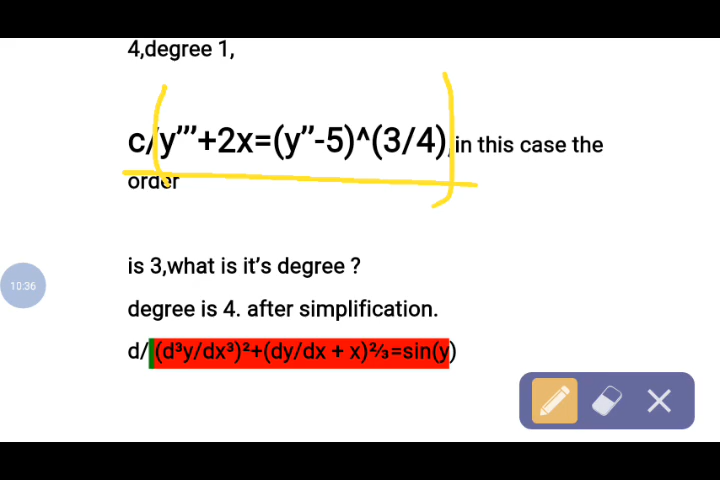 4,degree 1,
c/y’’’+2x=(y’’-5)^(3/4),in this case the
order
is 3,what is it’s degree ?
10:36
degree is 4. after simplification.
d/ (d³y/dx³)²+(dy/dx + x)⅔=sin(y)